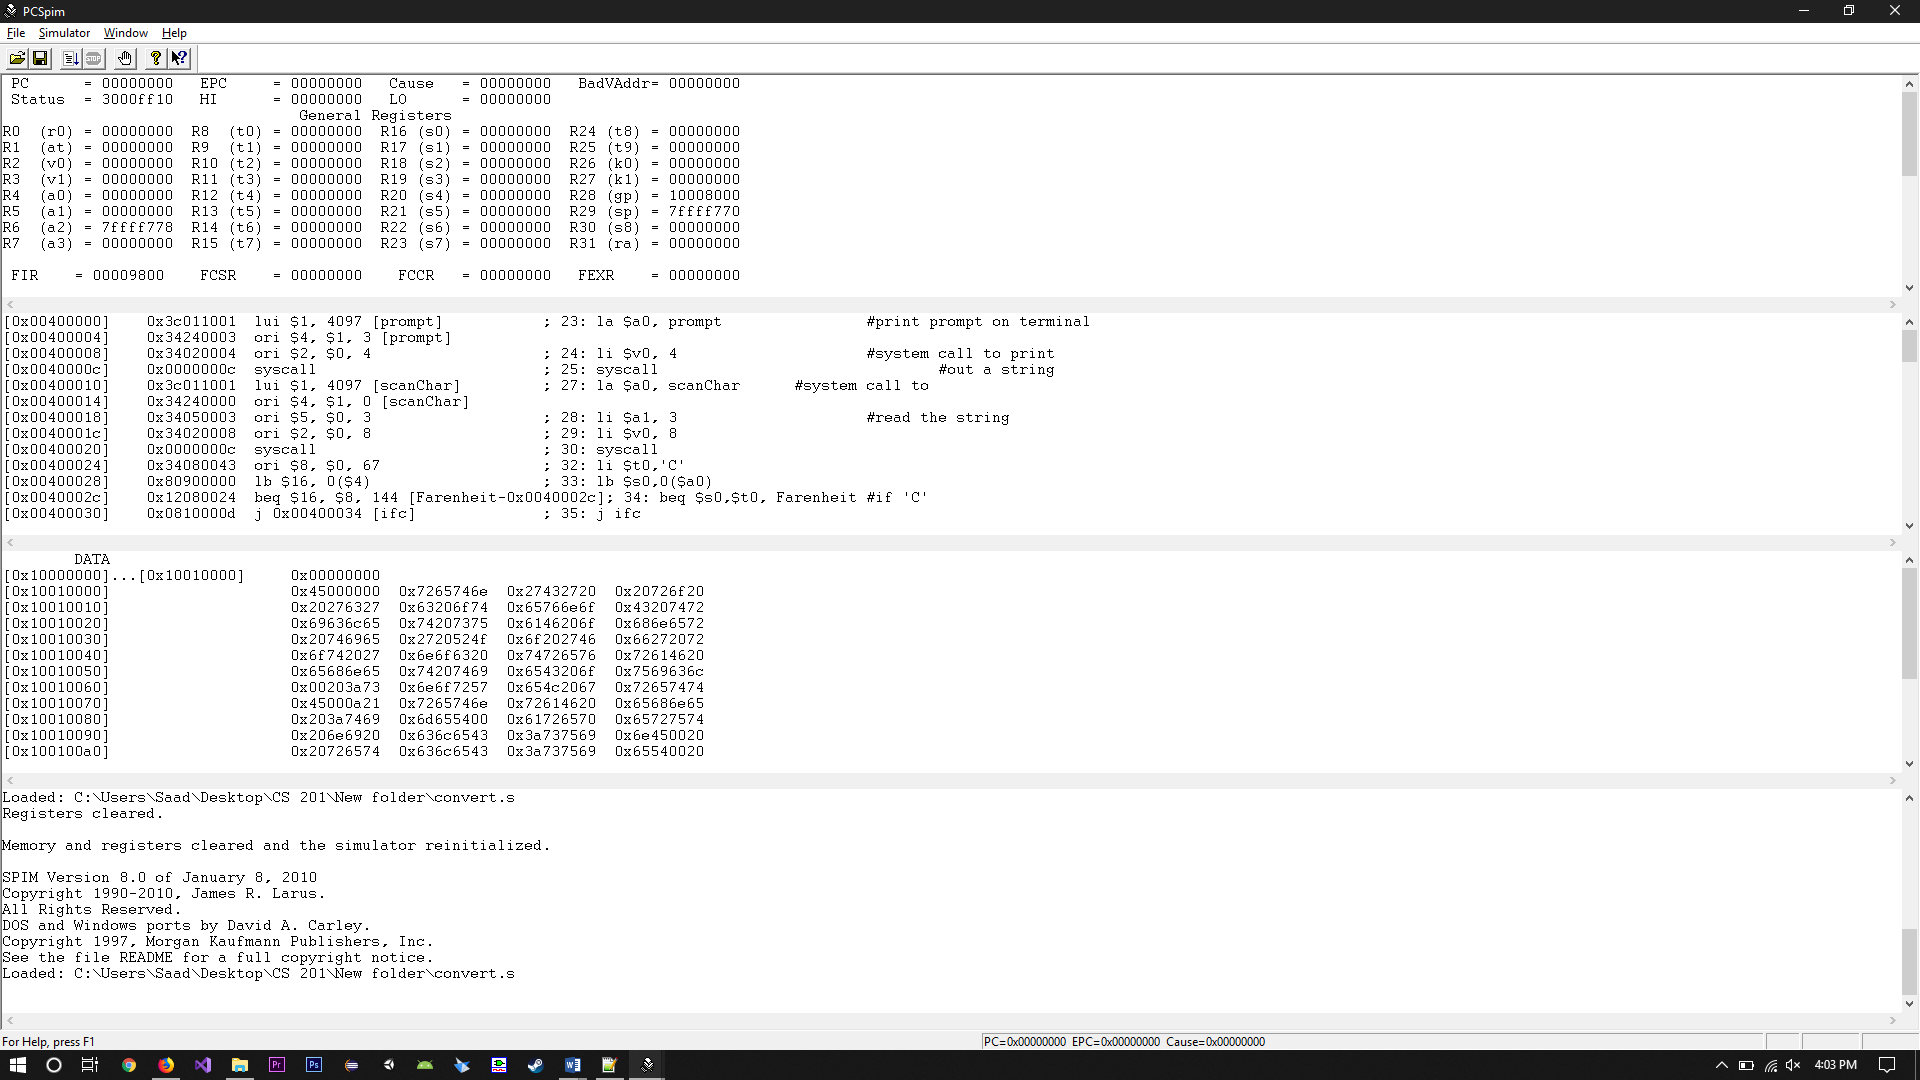 PCSpim
File Simulator Window Help
PC = 00000000 EPC = 00000000 Cause = 00000000 BadVAddr= 00000000
Status = 3000ff10 HI = 00000000 LO = 00000000
General Registers
R0 (r0) = 00000000 R8 (t0) = 00000000 R16 (s0) = 00000000 R24 (t8) = 00000000
R1 (at) = 00000000 R9 (t1) = 00000000 R17 (s1) = 00000000 R25 (t9) = 00000000
R2 (v0) = 00000000 R10 (t2) = 00000000 R18 (s2) = 00000000 R26 (k0) = 00000000
R3 (v1) = 00000000 R11 (t3) = 00000000 R19 (s3) = 00000000 R27 (k1) = 00000000
R4 (a0) = 00000000 R12 (t4) = 00000000 R20 (s4) = 00000000 R28 (gp) = 10008000
R5 (a1) = 00000000 R13 (t5) = 00000000 R21 (s5) = 00000000 R29 (sp) = 7ffff770
R6 (a2) = 7ffff778 R14 (t6) = 00000000 R22 (s6) = 00000000 R30 (s8) = 00000000
R7 (a3) = 00000000 R15 (t7) = 00000000 R23 (s7) = 00000000 R31 (ra) = 00000000
FIR = 00009800 FCSR = 00000000 FCCR = 00000000 FEXR = 00000000
[0x00400000] 0x3c011001 lui $1, 4097 [prompt] ; 23: la $a0, prompt #print prompt on terminal
[0x00400004] 0x34240003 ori $4, $1, 3 [prompt]
[0x00400008] 0x34020004 ori $2, $0, 4 ; 24: li $v0, 4 #system call to print
[0x0040000c] 0x0000000c syscall ; 25: syscall #out a string
[0x00400010] 0x3c011001 lui $1, 4097 [scanChar] ; 27: la $a0, scanChar #system call to
[0x00400014] 0x34240000 ori $4, $1, 0 [scanChar]
[0x00400018] 0x34050003 ori $5, $0, 3 ; 28: li $a1, 3 #read the string
[0x0040001c] 0x34020008 ori $2, $0, 8 ; 29: li $v0, 8
[0x00400020] 0x0000000c syscall ; 30: syscall
[0x00400024] 0x34080043 ori $8, $0, 67 ; 32: li $t0,'C'
[0x00400028] 0x80900000 lb $16, 0($4) ; 33: lb $s0,0($a0)
[0x0040002c] 0x12080024 beq $16, $8, 144 [Farenheit-0x0040002c]; 34: beq $s0,$t0, Farenheit #if 'C'
[0x00400030] 0x0810000d j 0x00400034 [ifc] ; 35: j ifc
DATA
[0x10000000]...[0x10010000] 0x00000000
[0x10010000] 0x45000000 0x7265746e 0x27432720 0x20726f20
[0x10010010] 0x20276327 0x63206f74 0x65766e6f 0x43207472
[0x10010020] 0x69636c65 0x74207375 0x6146206f 0x686e6572
[0x10010030] 0x20746965 0x2720524f 0x6f202746 0x66272072
[0x10010040] 0x6f742027 0x6e6f6320 0x74726576 0x72614620
[0x10010050] 0x65686e65 0x74207469 0x6543206f 0x7569636c
[0x10010060] 0x00203a73 0x6e6f7257 0x654c2067 0x72657474
[0x10010070] 0x45000a21 0x7265746e 0x72614620 0x65686e65
[0x10010080] 0x203a7469 0x6d655400 0x61726570 0x65727574
[0x10010090] 0x206e6920 0x636c6543 0x3a737569 0x6e450020
[0x100100a0] 0x20726574 0x636c6543 0x3a737569 0x65540020
Loaded: C:\Users\Saad\Desktop\CS 201\New folder\convert.s
Registers cleared.
Memory and registers cleared and the simulator reinitialized.
SPIM Version 8.0 of January 8, 2010
Copyright 1990-2010, James R. Larus.
All Rights Reserved.
DOS and Windows ports by David A. Carley.
Copyright 1997, Morgan Kaufmann Publishers, Inc.
See the file README for a full copyright notice.
Loaded: C:\Users\Saad\Desktop\CS 201\New folder\convert.s
For Help, press F1 PC=0x00000000 EPC=0x00000000 Cause=0x00000000
4:03 PM